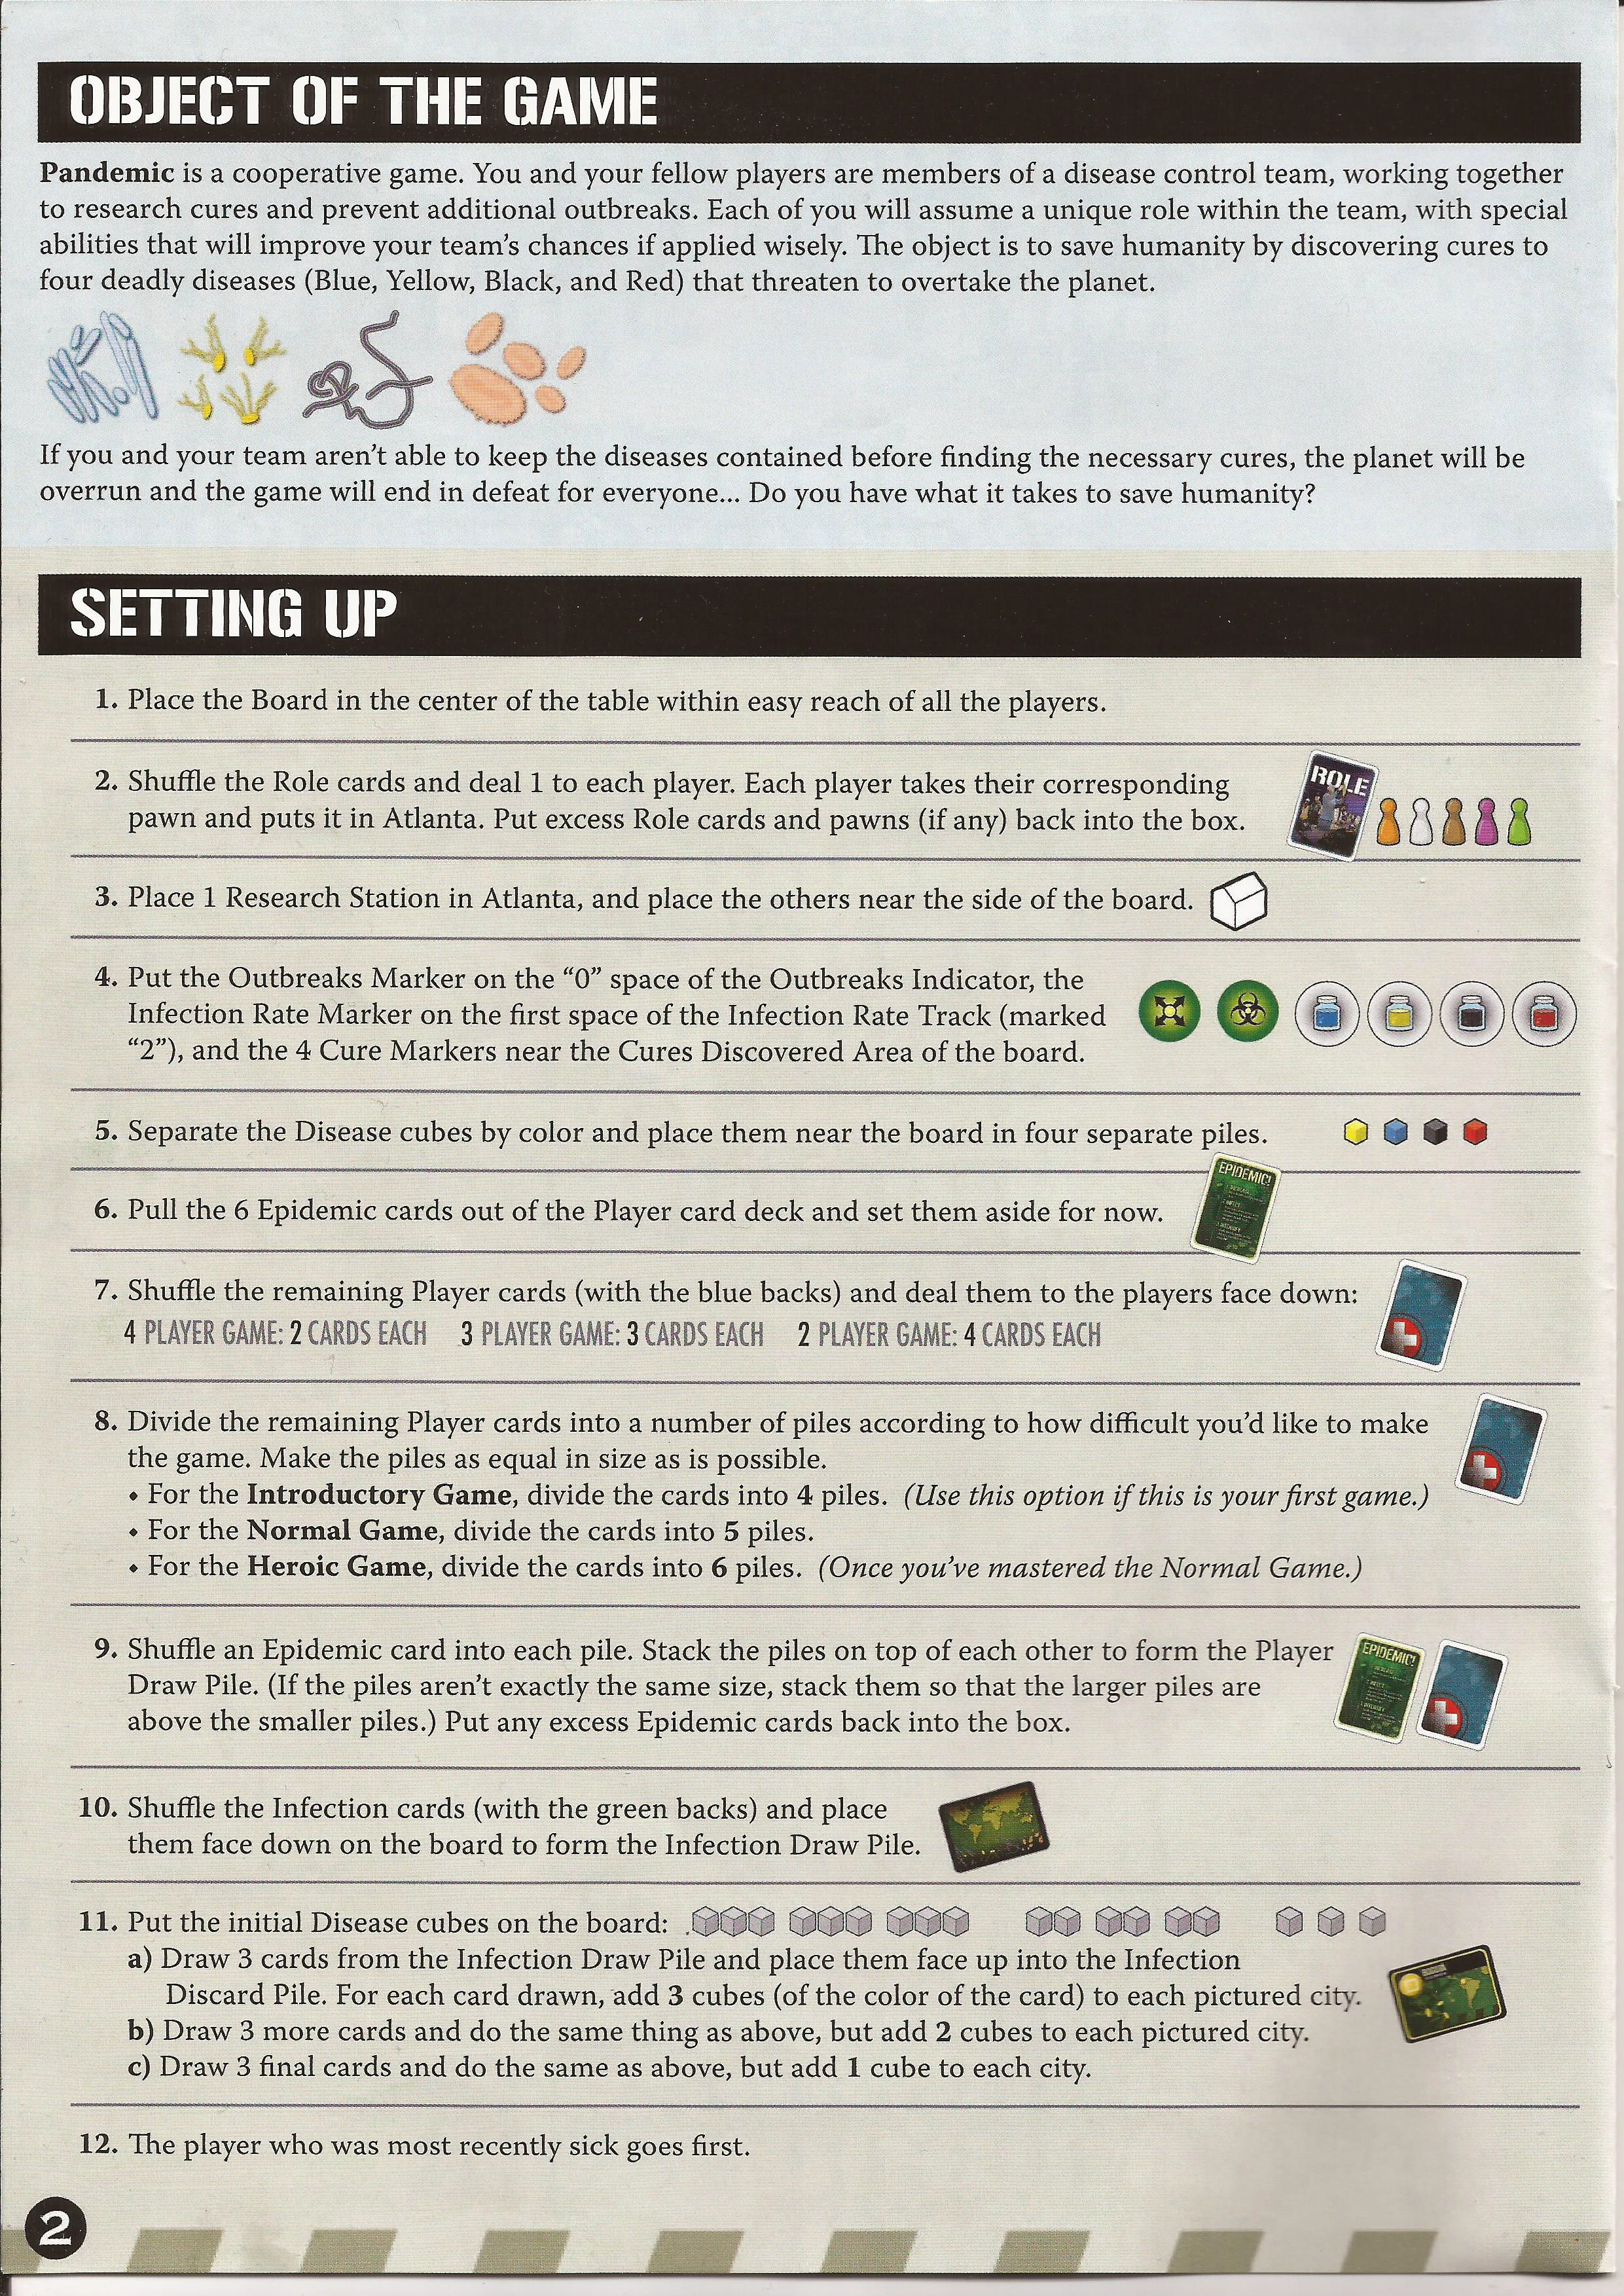 OBJECT OF THE GAME
Pandemic is a cooperative game. You and your fellow players are members of a disease control team, working together
to research cures and prevent additional outbreaks. Each of you will assume a unique role within the team, with special
abilities that will improve your team's chances if applied wisely. The object is to save humanity by discovering cures to
four deadly diseases (Blue, Yellow, Black, and Red) that threaten to overtake the planet.
If you and your team aren't able to keep the diseases contained before finding the necessary cures, the planet will be
overrun and the game will end in defeat for everyone... Do you have what it takes to save humanity?
SETTING UP
1. Place the Board in the center of the table within easy reach of all the players.
2. Shuffle the Role cards and deal 1 to each player. Each player takes their corresponding
pawn and puts it in Atlanta. Put excess Role cards and pawns (if any) back into the box.
ROLE
3. Place 1 Research Station in Atlanta, and place the others near the side of the board.
4. Put the Outbreaks Marker on the “0” space of the Outbreaks Indicator, the
Infection Rate Marker on the first space of the Infection Rate Track (marked
“2”), and the 4 Cure Markers near the Cures Discovered Area of the board.
5. Separate the Disease cubes by color and place them near the board in four separate piles.
6. Pull the 6 Epidemic cards out of the Player card deck and set them aside for now.
EPIDEMIC!
7. Shuffle the remaining Player cards (with the blue backs) and deal them to the players face down:
4 PLAYER GAME: 2 CARDS EACH 3 PLAYER GAME: 3 CARDS EACH 2 PLAYER GAME: 4 CARDS EACH
8. Divide the remaining Player cards into a number of piles according to how difficult you'd like to make
the game. Make the piles as equal in size as is possible.
• For the Introductory Game, divide the cards into 4 piles. (Use this option if this is your first game.)
• For the Normal Game, divide the cards into 5 piles.
• For the Heroic Game, divide the cards into 6 piles. (Once you've mastered the Normal Game.)
9. Shuffle an Epidemic card into each pile. Stack the piles on top of each other to form the Player
Draw Pile. (If the piles aren't exactly the same size, stack them so that the larger piles are
above the smaller piles.) Put any excess Epidemic cards back into the box.
EPIDEMIC!
10. Shuffle the Infection cards (with the green backs) and place
them face down on the board to form the Infection Draw Pile.
11. Put the initial Disease cubes on the board:
a) Draw 3 cards from the Infection Draw Pile and place them face up into the Infection
Discard Pile. For each card drawn, add 3 cubes (of the color of the card) to each pictured city.
b) Draw 3 more cards and do the same thing as above, but add 2 cubes to each pictured city.
c) Draw 3 final cards and do the same as above, but add 1 cube to each city.
12. The player who was most recently sick goes first.
2